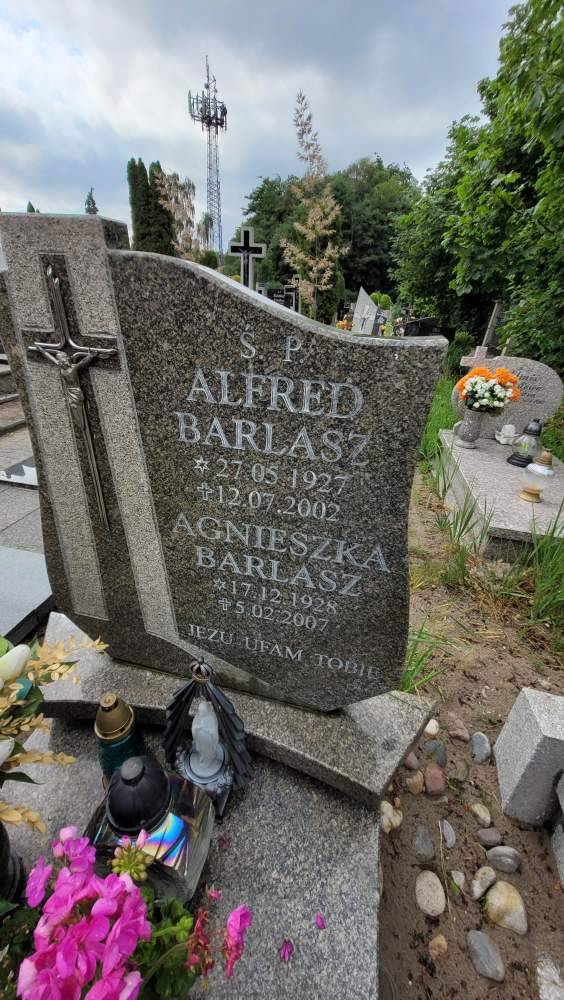 Ś P
ALFRED
BARLASZ
27.05.1927
12.07.2002
AGNIESZKA
BARLASZ
17.12.1928
5.02.2007
JEZU UFAM TOBIE